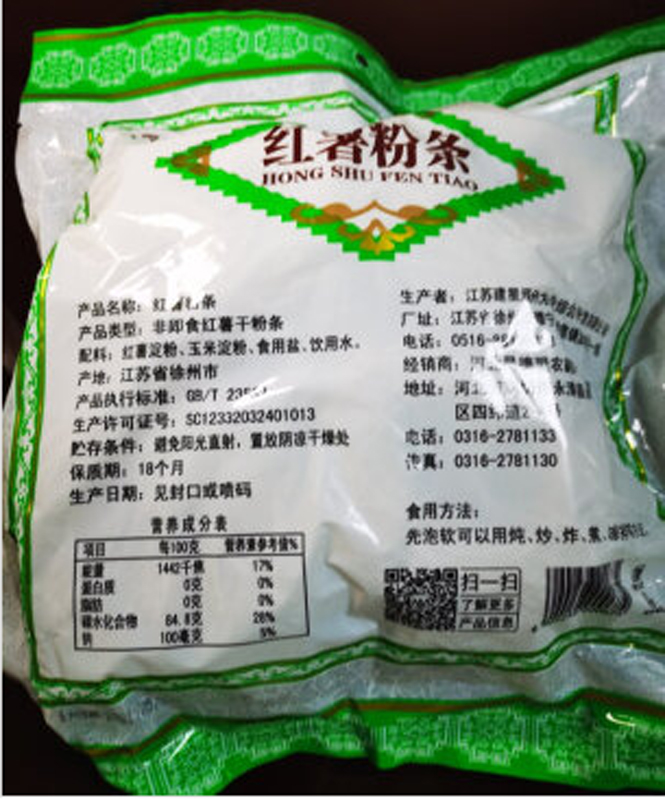 红薯粉条
HONG SHU FEN TIAO
产品名称: 红薯粉条
产品类型: 非即食红薯干粉条
配料: 红薯淀粉、玉米淀粉、食用盐、饮用水。
产地: 江苏省徐州市
产品执行标准: GB/T
生产许可证号: SC12332032401013
贮存条件: 避免阳光直射, 置放阴凉干燥处
保质期: 18个月
生产日期: 见封口或喷码
营养成分表
项目 每100克 营养素参考值%
能量 1442千焦 17%
蛋白质 0克 0%
脂肪 0克 0%
碳水化合物 84.8克 28%
钠 100毫克 5%
生产者: 江苏
厂址: 江苏
电话: 0516-
经销商: 河北
地址: 河北
区四纬道
电话: 0316-2781133
传真: 0316-2781130
食用方法:
先泡软可以用炖、炒、炸、煮、
扫一扫
了解更多
产品信息